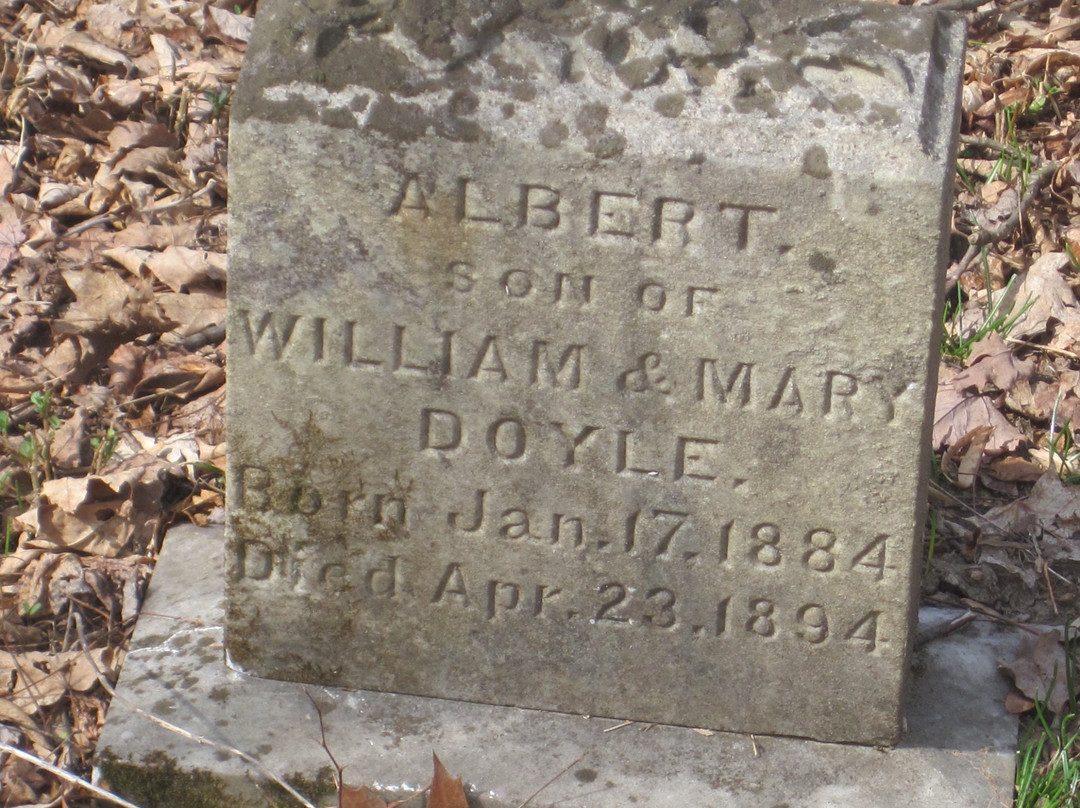 ALBERT.
SON OF
WILLIAM & MARY
DOYLE.
Born Jan. 17, 1884
Died Apr. 23, 1894